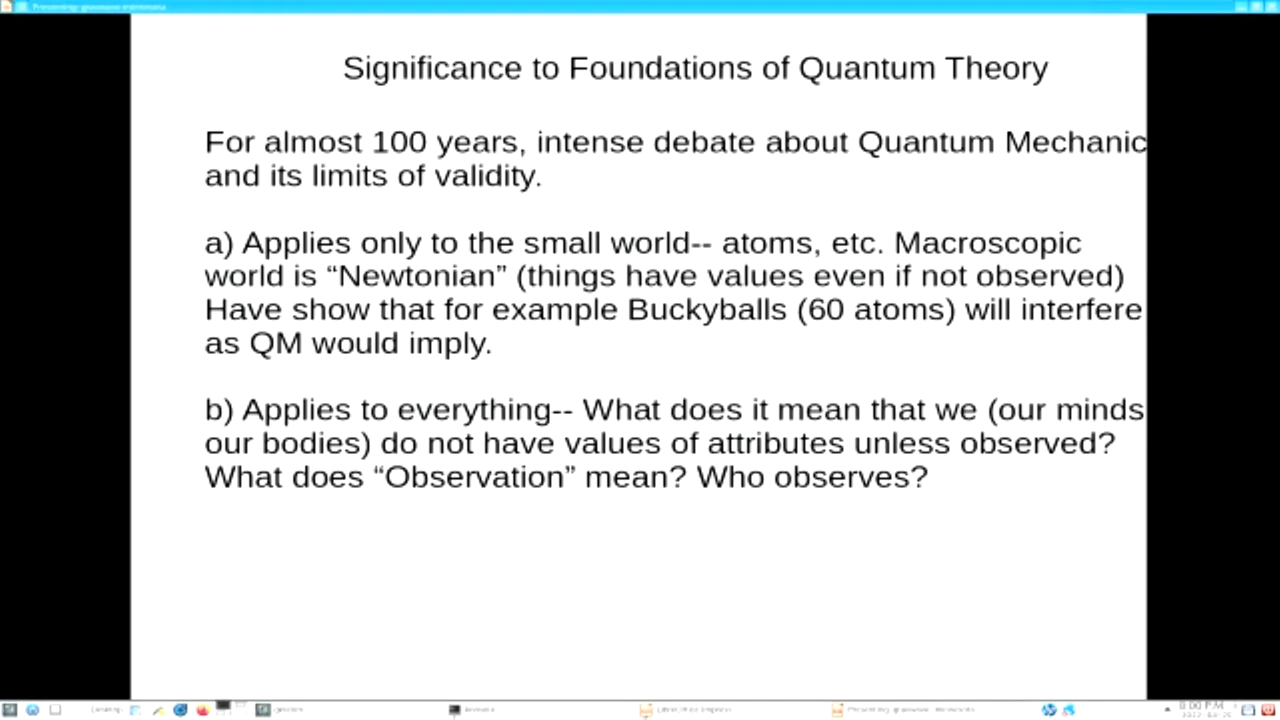 Significance to Foundations of Quantum Theory
For almost 100 years, intense debate about Quantum Mechanic
and its limits of validity.
a) Applies only to the small world-- atoms, etc. Macroscopic
world is “Newtonian” (things have values even if not observed)
Have show that for example Buckyballs (60 atoms) will interfere
as QM would imply.
b) Applies to everything-- What does it mean that we (our minds
our bodies) do not have values of attributes unless observed?
What does “Observation” mean? Who observes?
8:00 P.M.